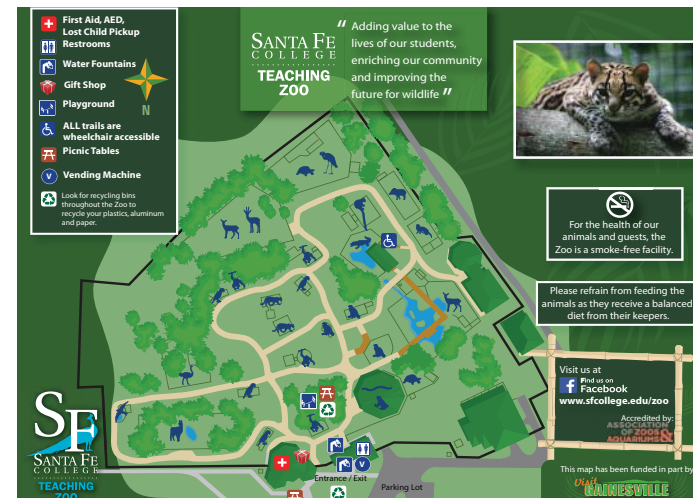 First Aid, AED,
Lost Child Pickup
Restrooms
Water Fountains
Gift Shop
Playground
ALL trails are
wheelchair accessible
Picnic Tables
V
Vending Machine
Look for recycling bins
throughout the Zoo to
recycle your plastics, aluminum
and paper.
N
SANTA FE
COLLEGE
TEACHING
ZOO
“ Adding value to the
lives of our students,
enriching our community
and improving the
future for wildlife ”
For the health of our
animals and guests, the
Zoo is a smoke-free facility.
Please refrain from feeding the
animals as they receive a balanced
diet from their keepers.
Visit us at
f Find us on
Facebook
www.sfcollege.edu/zoo
Accredited by:
ASSOCIATION
OF ZOOS &
AQUARIUMS
This map has been funded in part by
Visit
GAINESVILLE
V
Entrance / Exit
Parking Lot
SF
SANTA FE
COLLEGE
TEACHING
ZOO